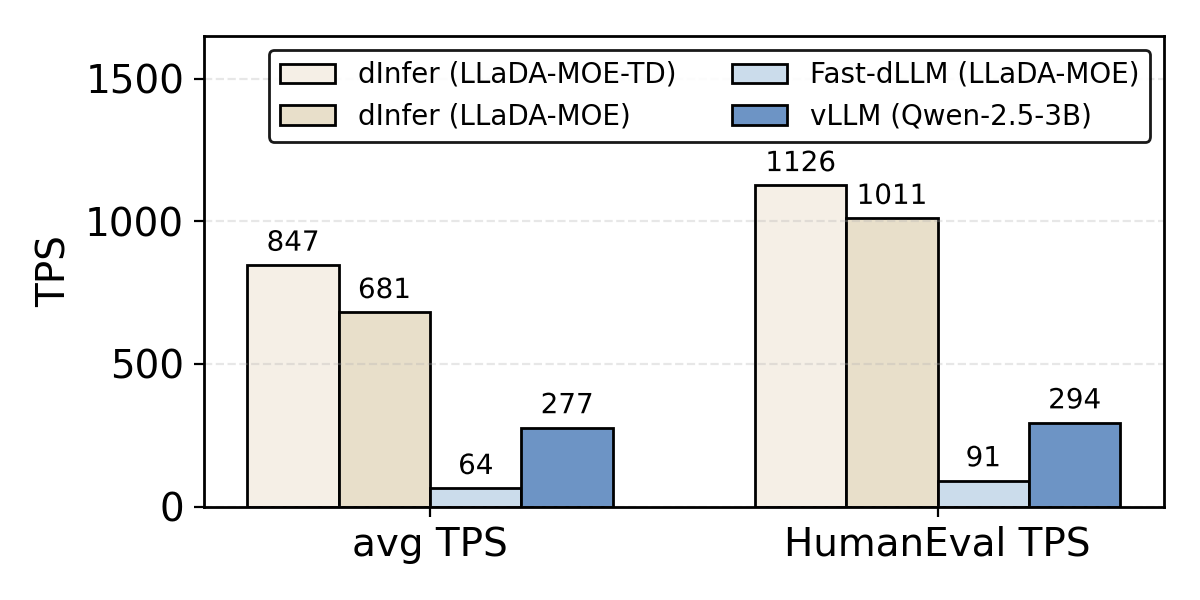 1500
1000
500
0
TPS
dInfer (LLaDA-MOE-TD)
dInfer (LLaDA-MOE)
Fast-dLLM (LLaDA-MOE)
vLLM (Qwen-2.5-3B)
847
681
64
277
1126
1011
91
294
avg TPS
HumanEval TPS